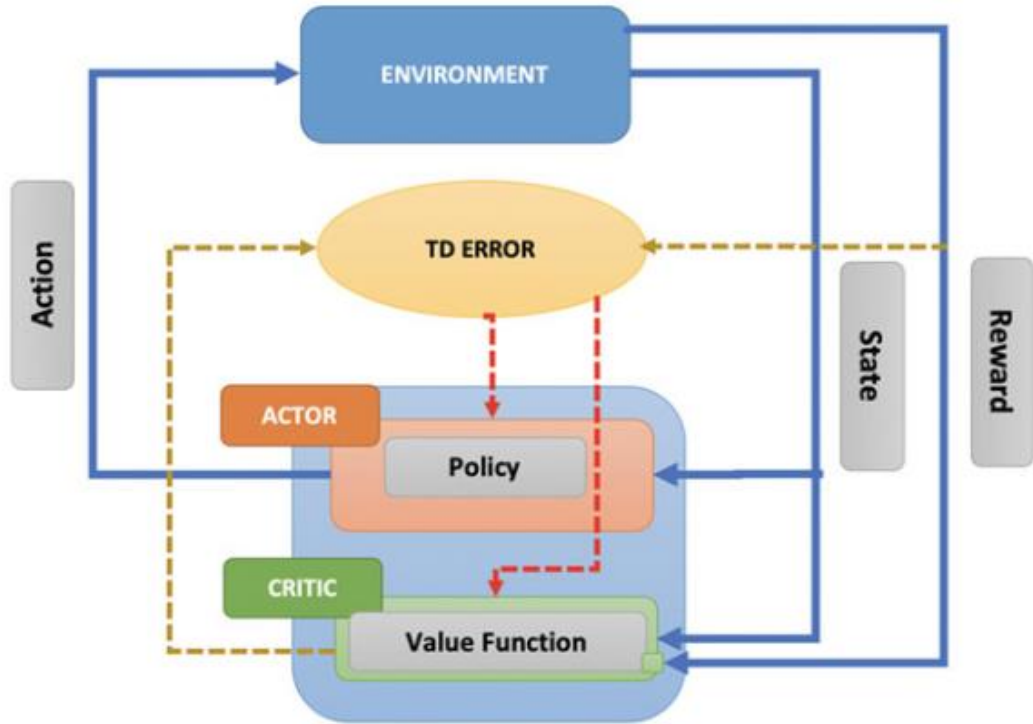 ENVIRONMENT
TD ERROR
Action
State
Reward
ACTOR
Policy
CRITIC
Value Function